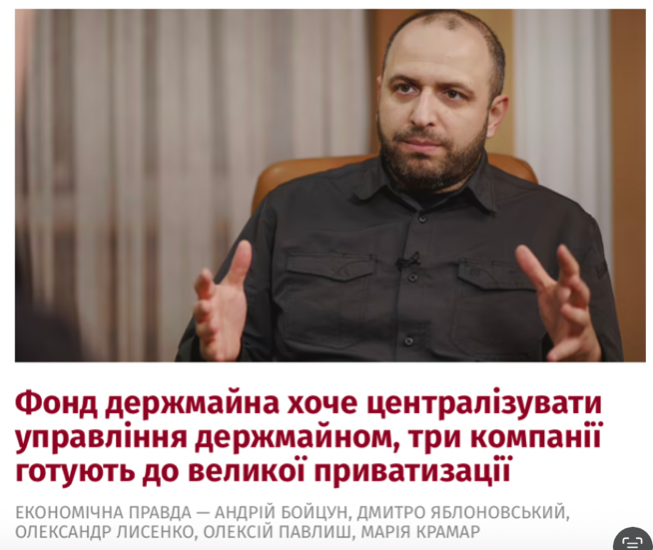 Фонд держмайна хоче централізувати
управління держмайном, три компанії
готують до великої приватизації
ЕКОНОМІЧНА ПРАВДА — АНДРІЙ БОЙЦУН, ДМИТРО ЯБЛОНОВСЬКИЙ,
ОЛЕКСАНДР ЛИСЕНКО, ОЛЕКСІЙ ПАВЛИШ, МАРІЯ КРАМАР